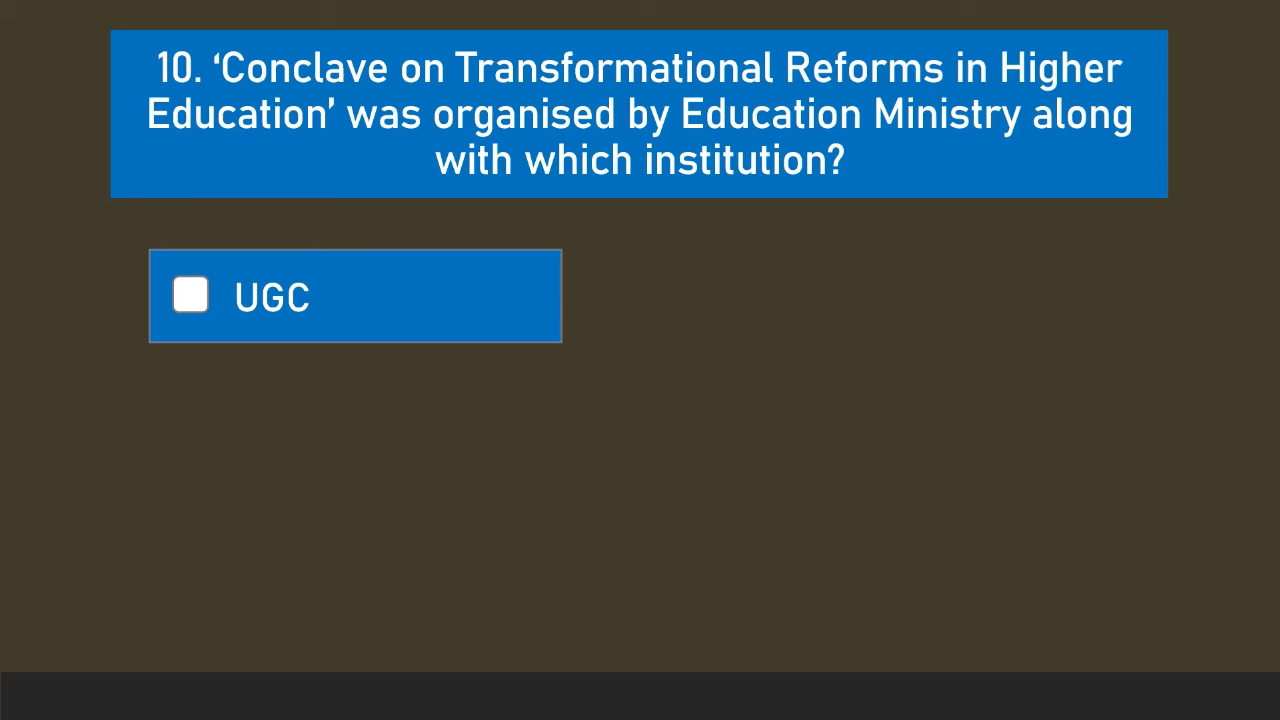 10. ‘Conclave on Transformational Reforms in Higher
Education’ was organised by Education Ministry along
with which institution?
UGC